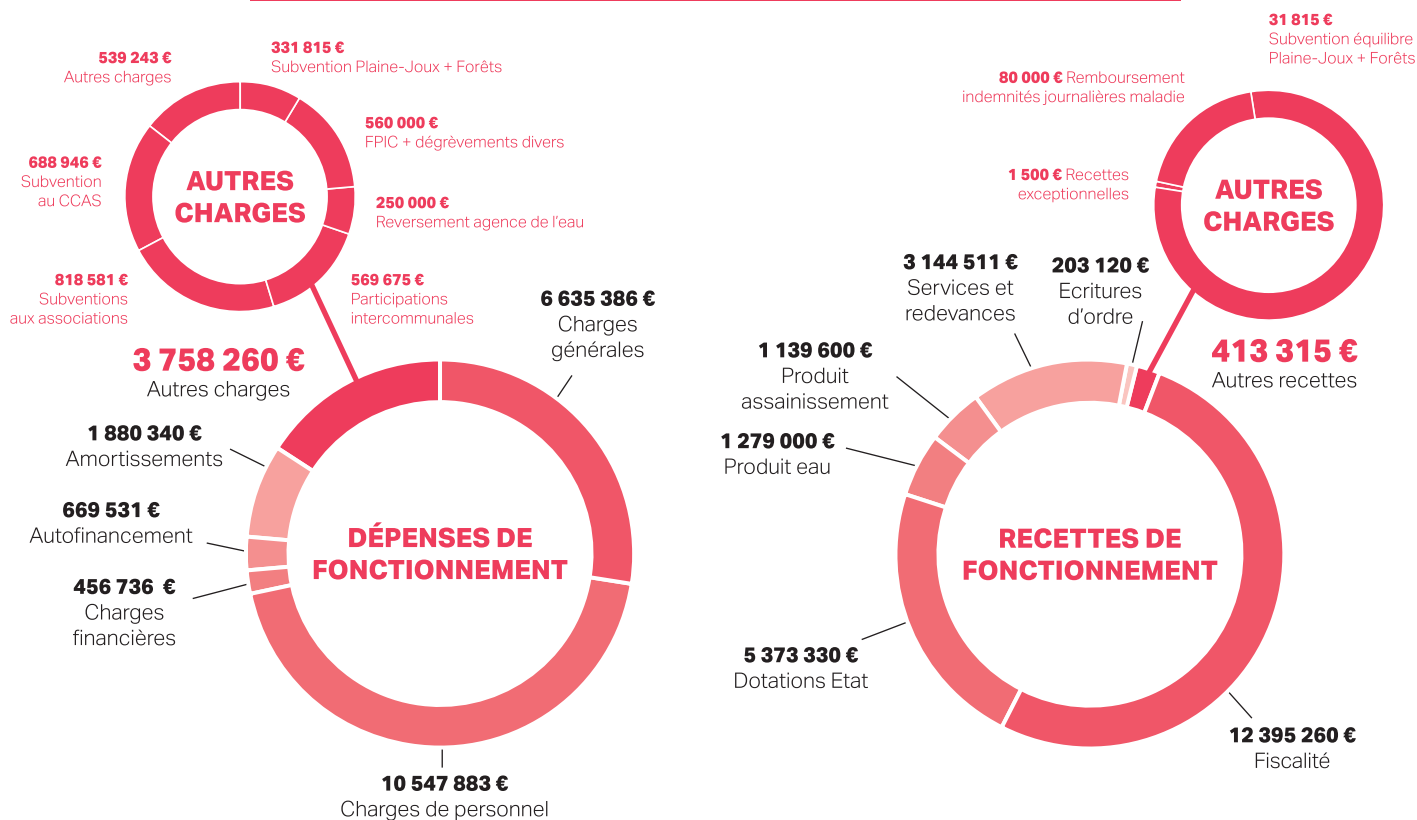 539 243 €
Autres charges
331 815 €
Subvention Plaine-Joux + Forêts
560 000 €
FPIC + dégrèvements divers
688 946 €
Subvention
au CCAS
AUTRES
CHARGES
250 000 €
Reversement agence de l'eau
818 581 €
Subventions
aux associations
569 675 €
Participations
intercommunales
3 758 260 €
Autres charges
6 635 386 €
Charges
générales
1 880 340 €
Amortissements
669 531 €
Autofinancement
456 736 €
Charges
financières
DÉPENSES DE
FONCTIONNEMENT
10 547 883 €
Charges de personnel
31 815 €
Subvention équilibre
Plaine-Joux + Forêts
80 000 € Remboursement
indemnités journalières maladie
1 500 € Recettes
exceptionnelles
AUTRES
CHARGES
413 315 €
Autres recettes
203 120 €
Ecritures
d'ordre
3 144 511 €
Services et
redevances
1 139 600 €
Produit
assainissement
1 279 000 €
Produit eau
RECETTES DE
FONCTIONNEMENT
5 373 330 €
Dotations Etat
12 395 260 €
Fiscalité